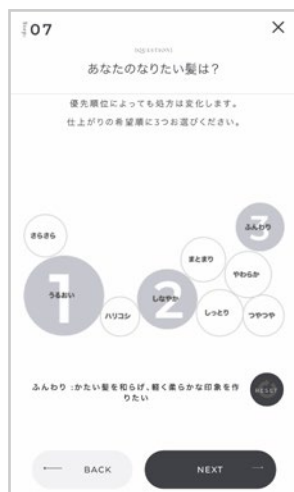 Step 07
×
[QUESTION]
あなたのなりたい髪は？
優先順位によっても処方は変化します。
仕上がりの希望順に3つお選びください。
3
ふんわり
さらさら
まとまり
やわらか
1
うるおい
2
しなやか
ハリコシ
しっとり
つやつや
ふんわり :かたい髪を和らげ、軽く柔らかな印象を作
りたい
RESET
← BACK
NEXT →